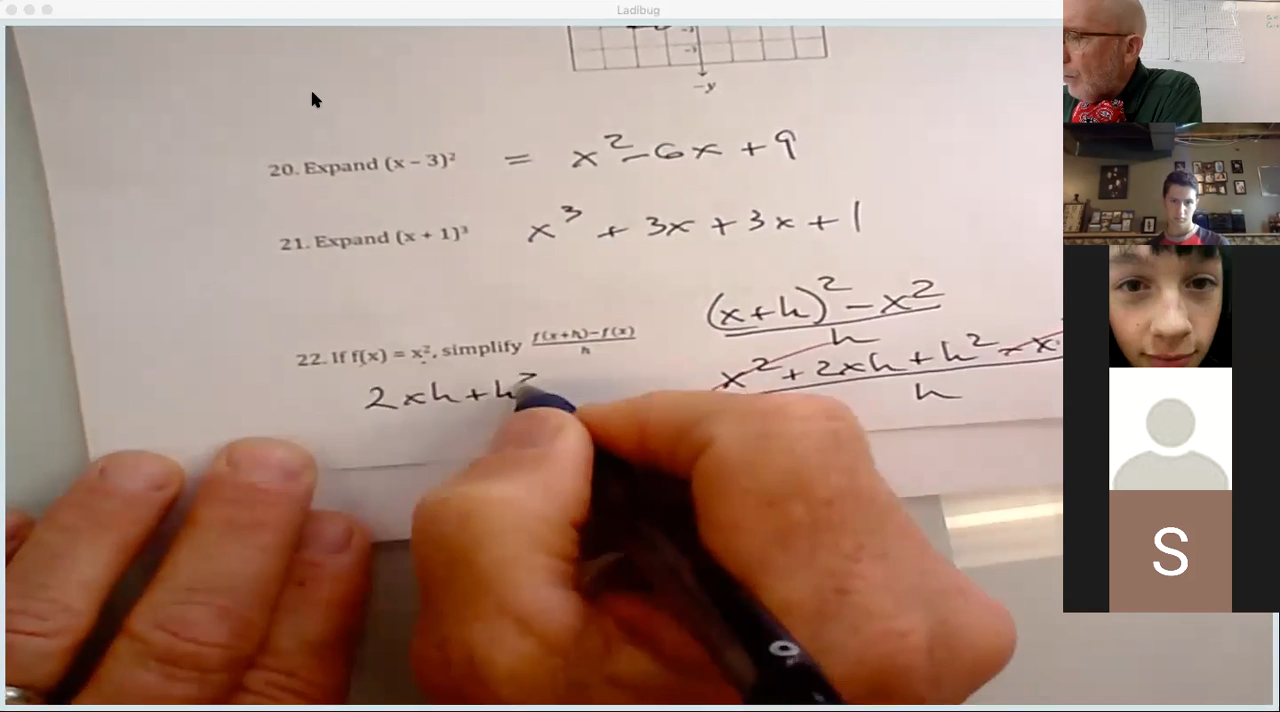 Ladibug
-y
20. Expand (x – 3)² = x² - 6x + 9
21. Expand (x + 1)³ x³ + 3x + 3x + 1
(x+h)² - x²
h
22. If f(x) = x², simplify f(x+h)-f(x)
h
x² + 2xh + h² - x
h
2xh+h²
S